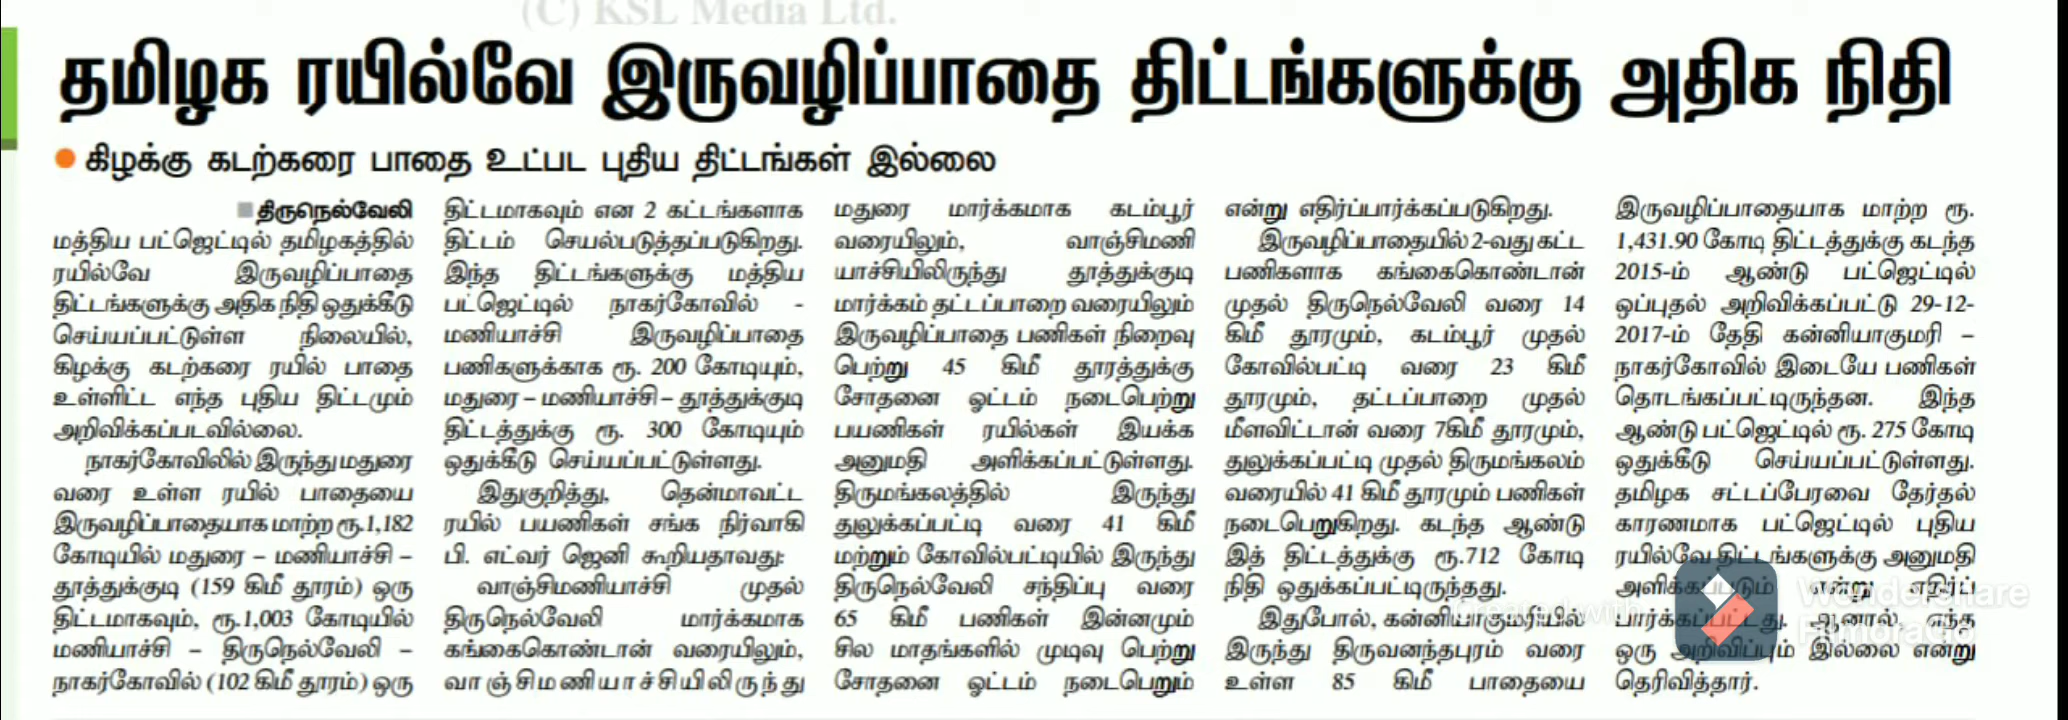 (C) KSL Media Ltd.
தமிழக ரயில்வே இருவழிப்பாதை திட்டங்களுக்கு அதிக நிதி
கிழக்கு கடற்கரை பாதை உட்பட புதிய திட்டங்கள் இல்லை
திருநெல்வேலி
மத்திய பட்ஜெட்டில் தமிழகத்தில்
ரயில்வே இருவழிப்பாதை
திட்டங்களுக்கு அதிக நிதி ஒதுக்கீடு
செய்யப்பட்டுள்ள நிலையில்,
கிழக்கு கடற்கரை ரயில் பாதை
உள்ளிட்ட எந்த புதிய திட்டமும்
அறிவிக்கப்படவில்லை.
நாகர்கோவிலில் இருந்து மதுரை
வரை உள்ள ரயில் பாதையை
இருவழிப்பாதையாக மாற்ற ரூ.1,182
கோடியில் மதுரை – மணியாச்சி –
தூத்துக்குடி (159 கிமீ தூரம்) ஒரு
திட்டமாகவும், ரூ.1,003 கோடியில்
மணியாச்சி – திருநெல்வேலி –
நாகர்கோவில் (102 கிமீ தூரம்) ஒரு
திட்டமாகவும் என 2 கட்டங்களாக
திட்டம் செயல்படுத்தப்படுகிறது.
இந்த திட்டங்களுக்கு மத்திய
பட்ஜெட்டில் நாகர்கோவில் -
மணியாச்சி இருவழிப்பாதை
பணிகளுக்காக ரூ. 200 கோடியும்,
மதுரை – மணியாச்சி – தூத்துக்குடி
திட்டத்துக்கு ரூ. 300 கோடியும்
ஒதுக்கீடு செய்யப்பட்டுள்ளது.
இதுகுறித்து, தென்மாவட்ட
ரயில் பயணிகள் சங்க நிர்வாகி
பி. எட்வர் ஜெனி கூறியதாவது:
வாஞ்சிமணியாச்சி முதல்
திருநெல்வேலி மார்க்கமாக
கங்கைகொண்டான் வரையிலும்,
வாஞ்சிமணியாச்சியிலிருந்து
மதுரை மார்க்கமாக கடம்பூர்
வரையிலும், வாஞ்சிமணி
யாச்சியிலிருந்து தூத்துக்குடி
மார்க்கம் தட்டப்பாறை வரையிலும்
இருவழிப்பாதை பணிகள் நிறைவு
பெற்று 45 கிமீ தூரத்துக்கு
சோதனை ஓட்டம் நடைபெற்று
பயணிகள் ரயில்கள் இயக்க
அனுமதி அளிக்கப்பட்டுள்ளது.
திருமங்கலத்தில் இருந்து
துலுக்கப்பட்டி வரை 41 கிமீ
மற்றும் கோவில்பட்டியில் இருந்து
திருநெல்வேலி சந்திப்பு வரை
65 கிமீ பணிகள் இன்னமும்
சில மாதங்களில் முடிவு பெற்று
சோதனை ஓட்டம் நடைபெறும்
என்று எதிர்ப்பார்க்கப்படுகிறது.
இருவழிப்பாதையில் 2-வது கட்ட
பணிகளாக கங்கைகொண்டான்
முதல் திருநெல்வேலி வரை 14
கிமீ தூரமும், கடம்பூர் முதல்
கோவில்பட்டி வரை 23 கிமீ
தூரமும், தட்டப்பாறை முதல்
மீளவிட்டான் வரை 7கிமீ தூரமும்,
துலுக்கப்பட்டி முதல் திருமங்கலம்
வரையில் 41 கிமீ தூரமும் பணிகள்
நடைபெறுகிறது. கடந்த ஆண்டு
இத் திட்டத்துக்கு ரூ.712 கோடி
நிதி ஒதுக்கப்பட்டிருந்தது.
இதுபோல், கன்னியாகுமரியில்
இருந்து திருவனந்தபுரம் வரை
உள்ள 85 கிமீ பாதையை
இருவழிப்பாதையாக மாற்ற ரூ.
1,431.90 கோடி திட்டத்துக்கு கடந்த
2015-ம் ஆண்டு பட்ஜெட்டில்
ஒப்புதல் அறிவிக்கப்பட்டு 29-12-
2017-ம் தேதி கன்னியாகுமரி –
நாகர்கோவில் இடையே பணிகள்
தொடங்கப்பட்டிருந்தன. இந்த
ஆண்டு பட்ஜெட்டில் ரூ. 275 கோடி
ஒதுக்கீடு செய்யப்பட்டுள்ளது.
தமிழக சட்டப்பேரவை தேர்தல்
காரணமாக பட்ஜெட்டில் புதிய
ரயில்வே திட்டங்களுக்கு அனுமதி
அளிக்கப்படும் என்று எதிர்ப்
பார்க்கப்பட்டது. ஆனால், எந்த
ஒரு அறிவிப்பும் இல்லை என்று
தெரிவித்தார்.
Created with
Wondershare
FilmoraGo